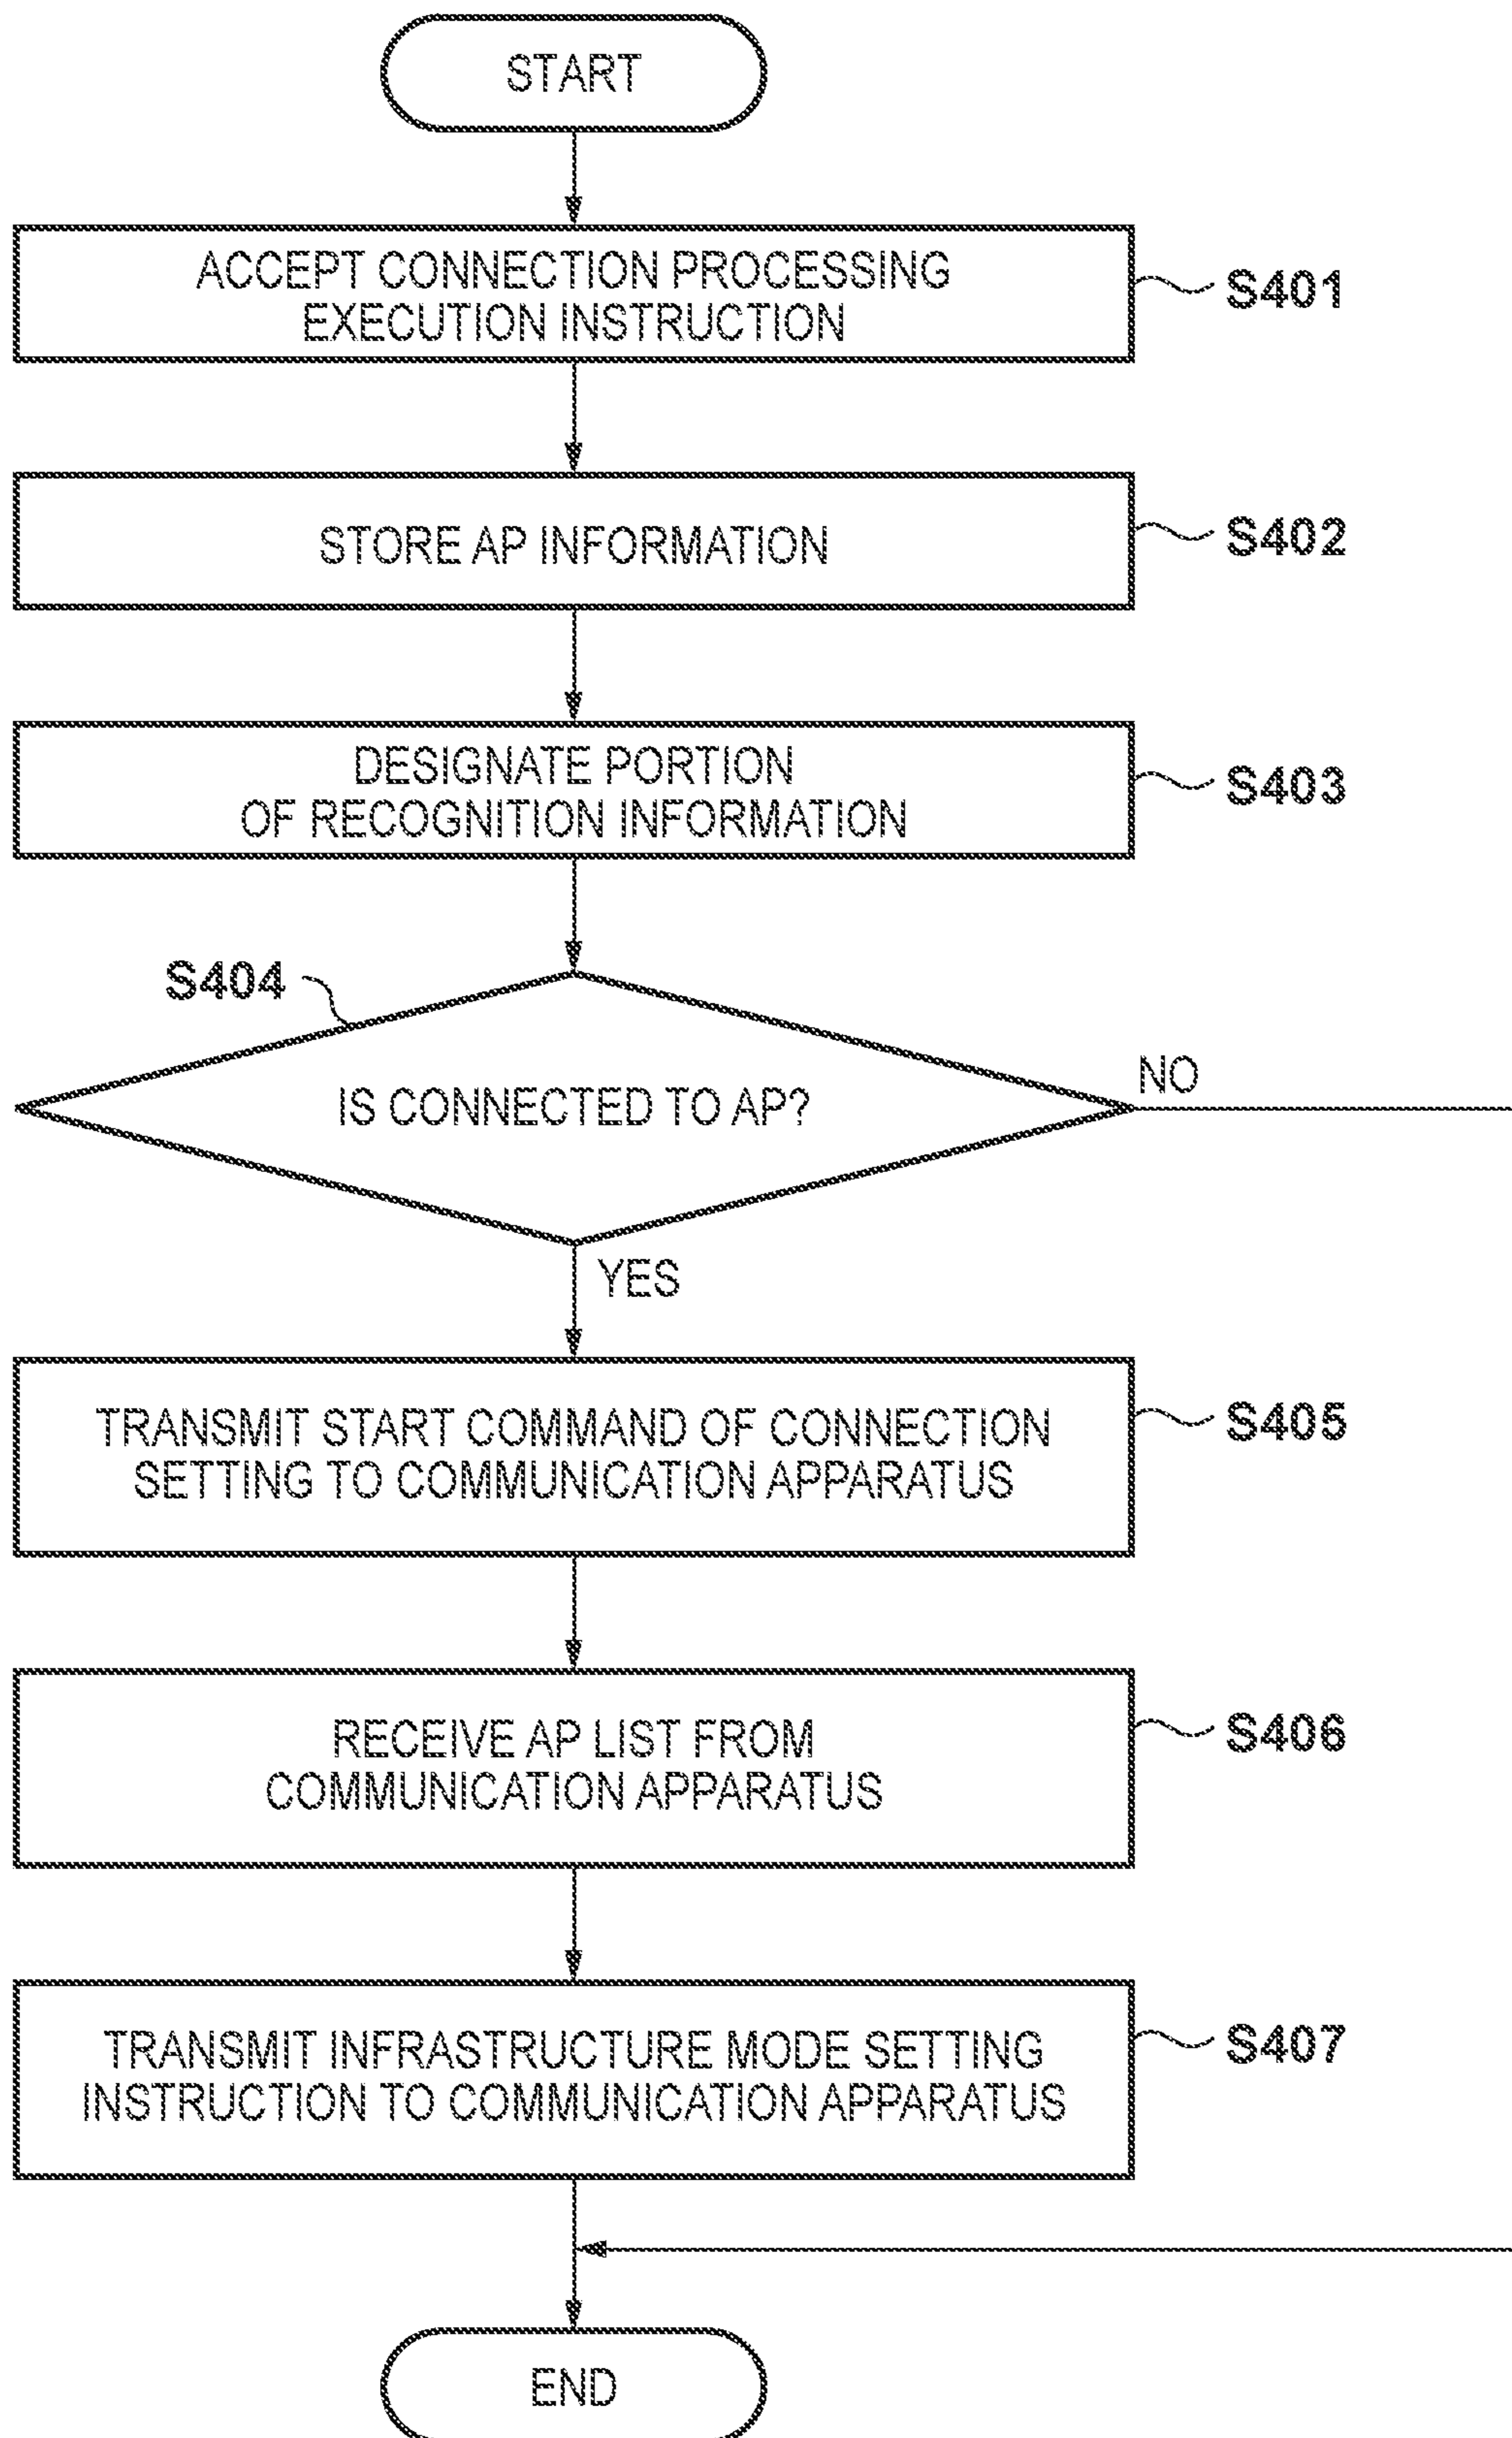 START
ACCEPT CONNECTION PROCESSING
EXECUTION INSTRUCTION
S401
STORE AP INFORMATION
S402
DESIGNATE PORTION
OF RECOGNITION INFORMATION
S403
S404
IS CONNECTED TO AP?
NO
YES
TRANSMIT START COMMAND OF CONNECTION
SETTING TO COMMUNICATION APPARATUS
S405
RECEIVE AP LIST FROM
COMMUNICATION APPARATUS
S406
TRANSMIT INFRASTRUCTURE MODE SETTING
INSTRUCTION TO COMMUNICATION APPARATUS
S407
END